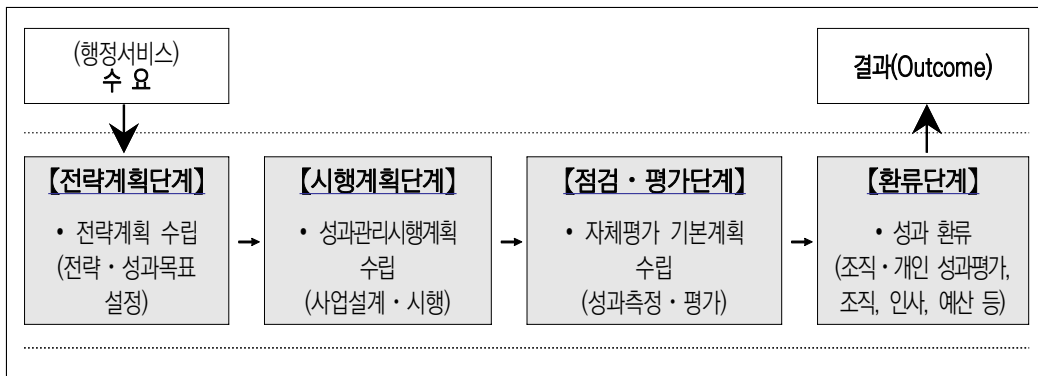 (행정서비스)
수 요
결과(Outcome)
【전략계획단계】
• 전략계획 수립
(전략・성과목표
설정)
【시행계획단계】
• 성과관리시행계획
수립
(사업설계・시행)
【점검・평가단계】
• 자체평가 기본계획
수립
(성과측정・평가)
【환류단계】
• 성과 환류
(조직・개인 성과평가,
조직, 인사, 예산 등)